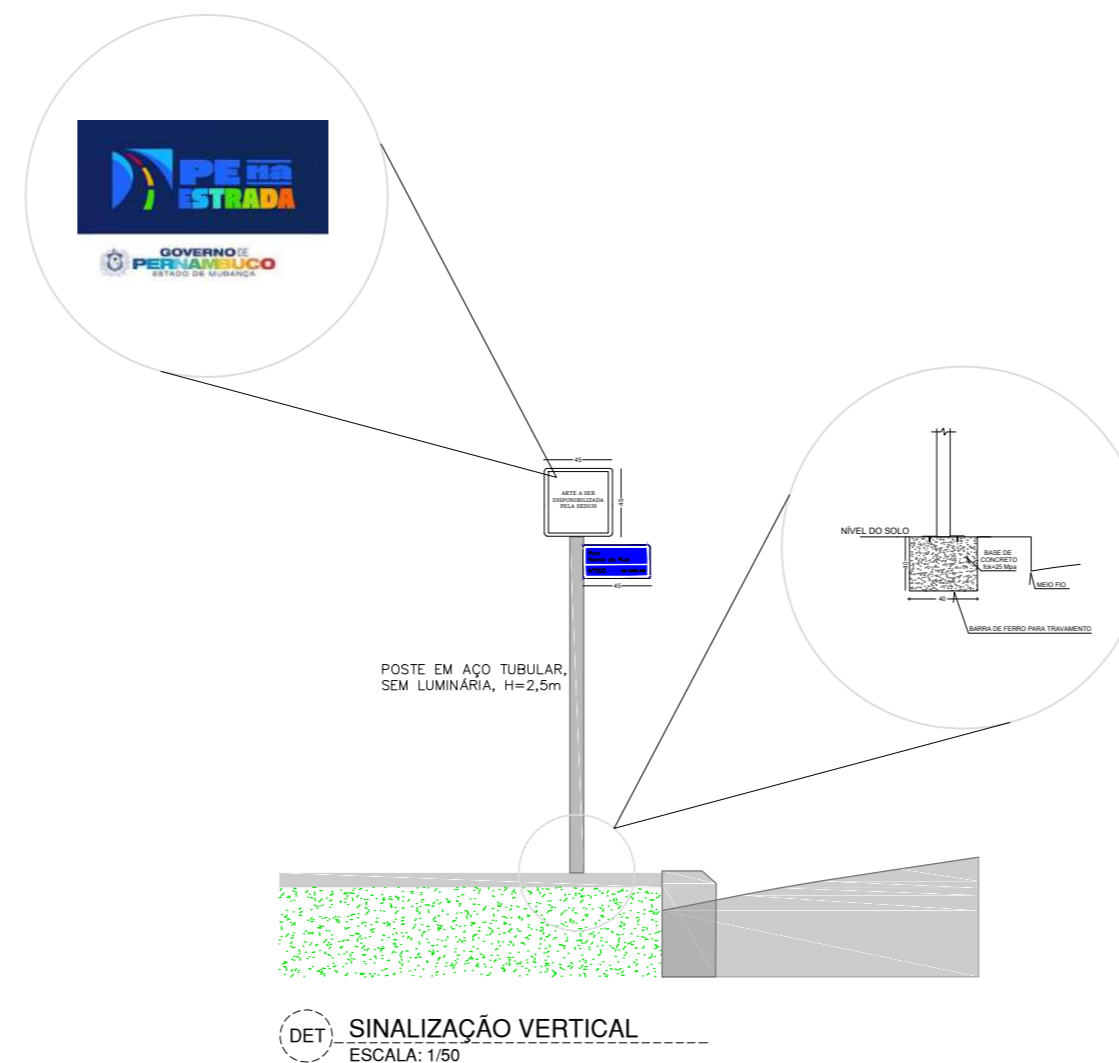 PE na
ESTRADA
GOVERNO DE
PERNAMBUCO
ESTADO DE MUDANÇA
45
ARTE A SER
DISPONIBILIZADA
PELA SEDUH
45
45
POSTE EM AÇO TUBULAR,
SEM LUMINÁRIA, H=2,5m
NÍVEL DO SOLO
BASE DE
CONCRETO
fck=25 Mpa
40
MEIO FIO
BARRA DE FERRO PARA TRAVAMENTO
DET
SINALIZAÇÃO VERTICAL
ESCALA: 1/50